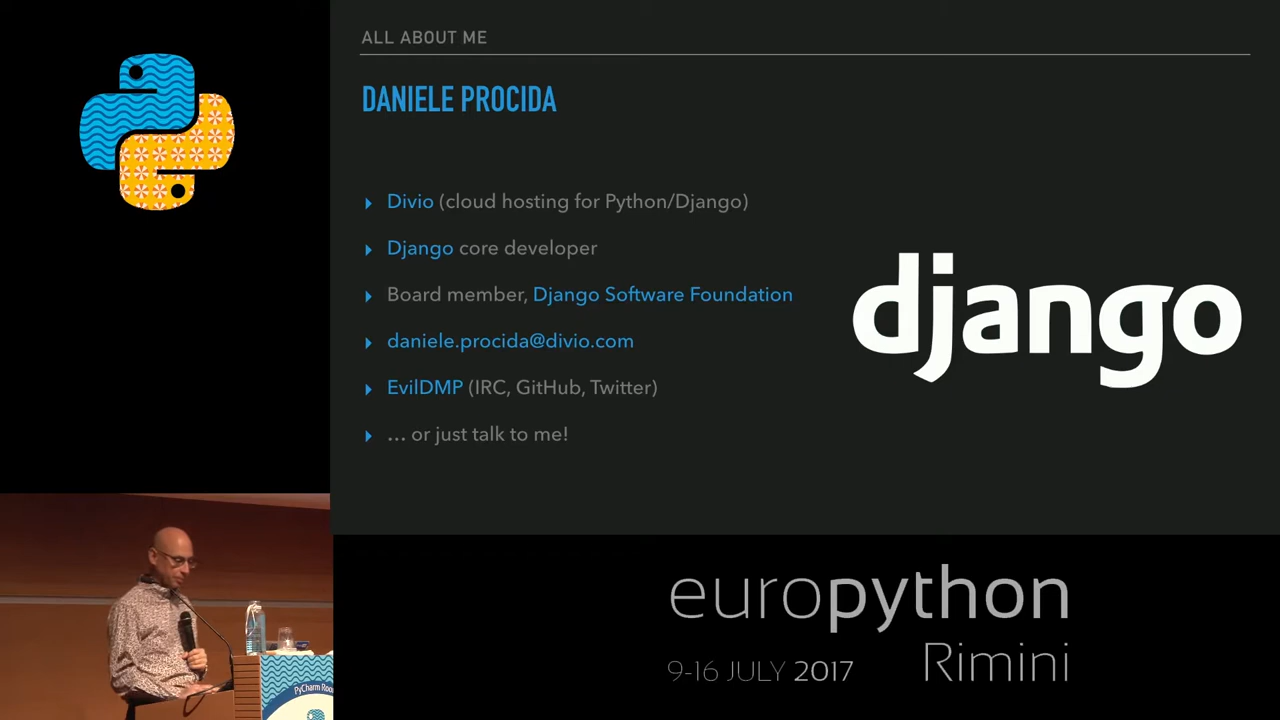 ALL ABOUT ME
DANIELE PROCIDA
Divio (cloud hosting for Python/Django)
Django core developer
Board member, Django Software Foundation
daniele.procida@divio.com
EvilDMP (IRC, GitHub, Twitter)
… or just talk to me!
django
europython
Rimini
9-16 JULY 2017
PyCharm